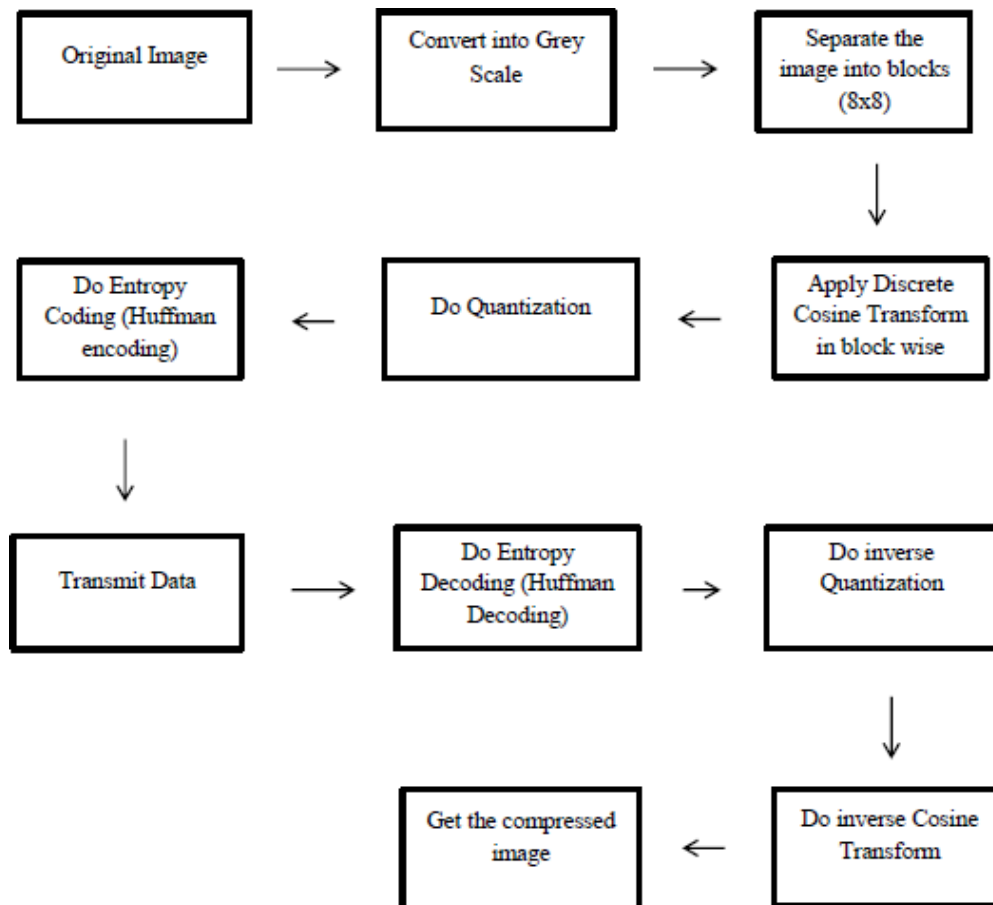 Original Image
Convert into Grey
Scale
Separate the
image into blocks
(8x8)
Apply Discrete
Cosine Transform
in block wise
Do Quantization
Do Entropy
Coding (Huffman
encoding)
Transmit Data
Do Entropy
Decoding (Huffman
Decoding)
Do inverse
Quantization
Do inverse Cosine
Transform
Get the compressed
image